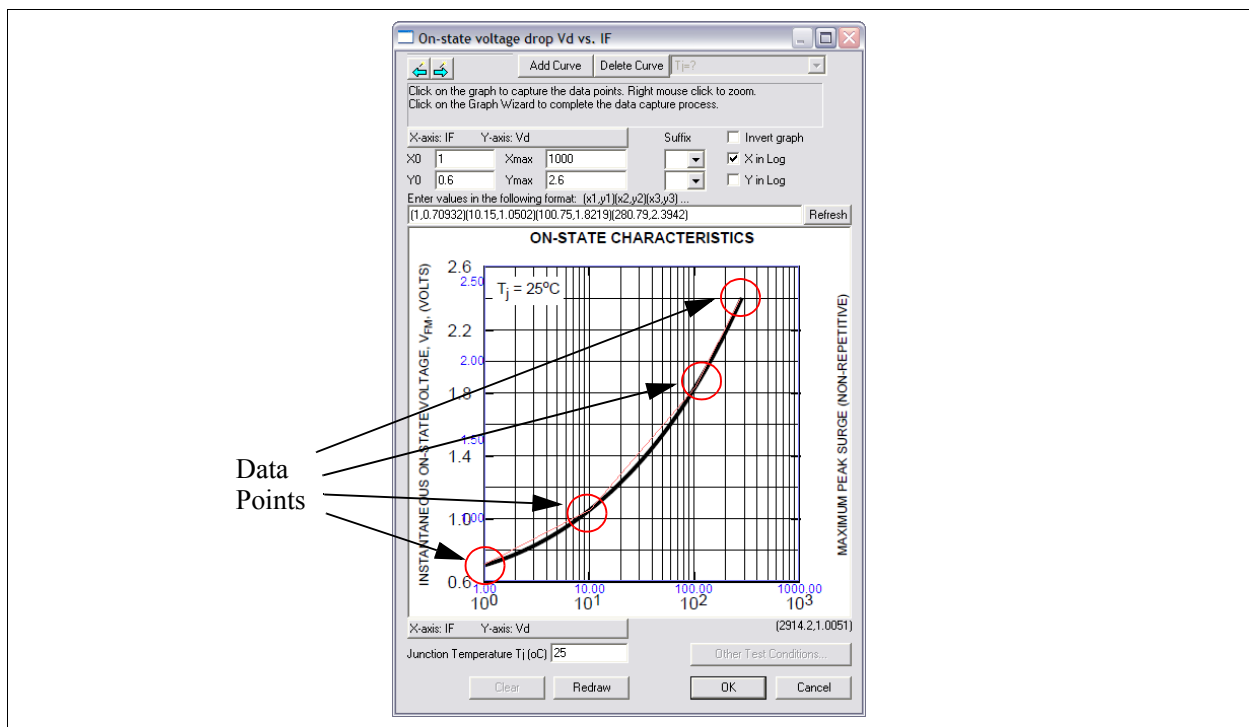 On-state voltage drop Vd vs. IF
Add Curve Delete Curve Tj=?
Click on the graph to capture the data points. Right mouse click to zoom.
Click on the Graph Wizard to complete the data capture process.
X-axis: IF Y-axis: Vd Suffix Invert graph
X0 1 Xmax 1000 X in Log
Y0 0.6 Ymax 2.6 Y in Log
Enter values in the following format: (x1,y1)(x2,y2)(x3,y3) ...
(1,0.70932)(10.15,1.0502)(100.75,1.8219)(280.79,2.3942) Refresh
ON-STATE CHARACTERISTICS
INSTANTANEOUS ON-STATE VOLTAGE, VFM, (VOLTS)
2.6
2.50
Tj = 25°C
2.2
2.00
1.8
1.50
1.4
1.00
1.0
0.6
1.00 10.00 100.00 1000.00
10⁰ 10¹ 10² 10³
MAXIMUM PEAK SURGE (NON-REPETITIVE)
Data
Points
X-axis: IF Y-axis: Vd (2914.2,1.0051)
Junction Temperature Tj (oC) 25 Other Test Conditions...
Clear Redraw OK Cancel